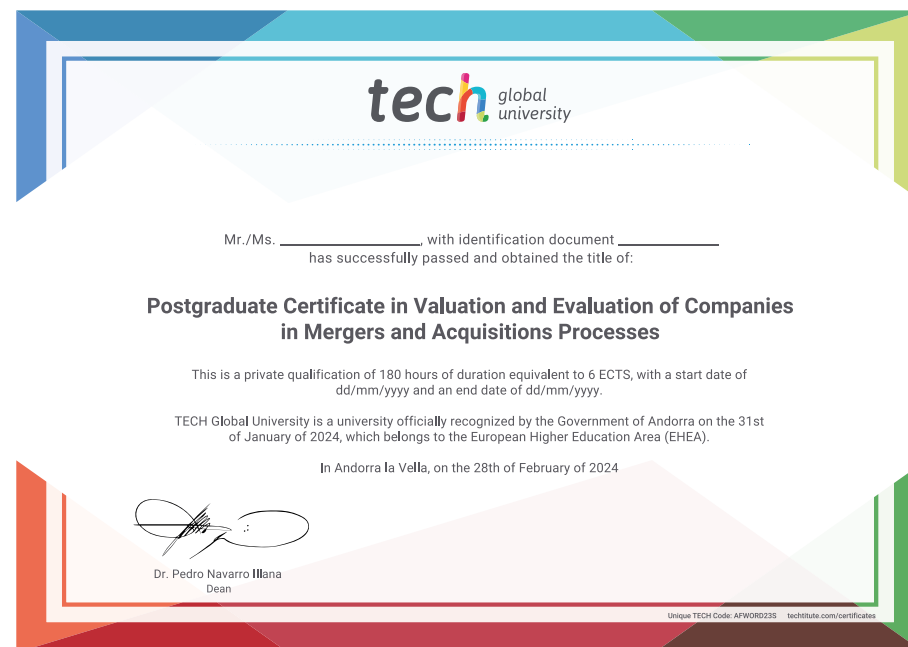 tech global university
Mr./Ms. ____________________, with identification document ______________
has successfully passed and obtained the title of:
Postgraduate Certificate in Valuation and Evaluation of Companies
in Mergers and Acquisitions Processes
This is a private qualification of 180 hours of duration equivalent to 6 ECTS, with a start date of
dd/mm/yyyy and an end date of dd/mm/yyyy.
TECH Global University is a university officially recognized by the Government of Andorra on the 31st
of January of 2024, which belongs to the European Higher Education Area (EHEA).
In Andorra la Vella, on the 28th of February of 2024
Dr. Pedro Navarro Illana
Dean
Unique TECH Code: AFWORD23S techtitute.com/certificates